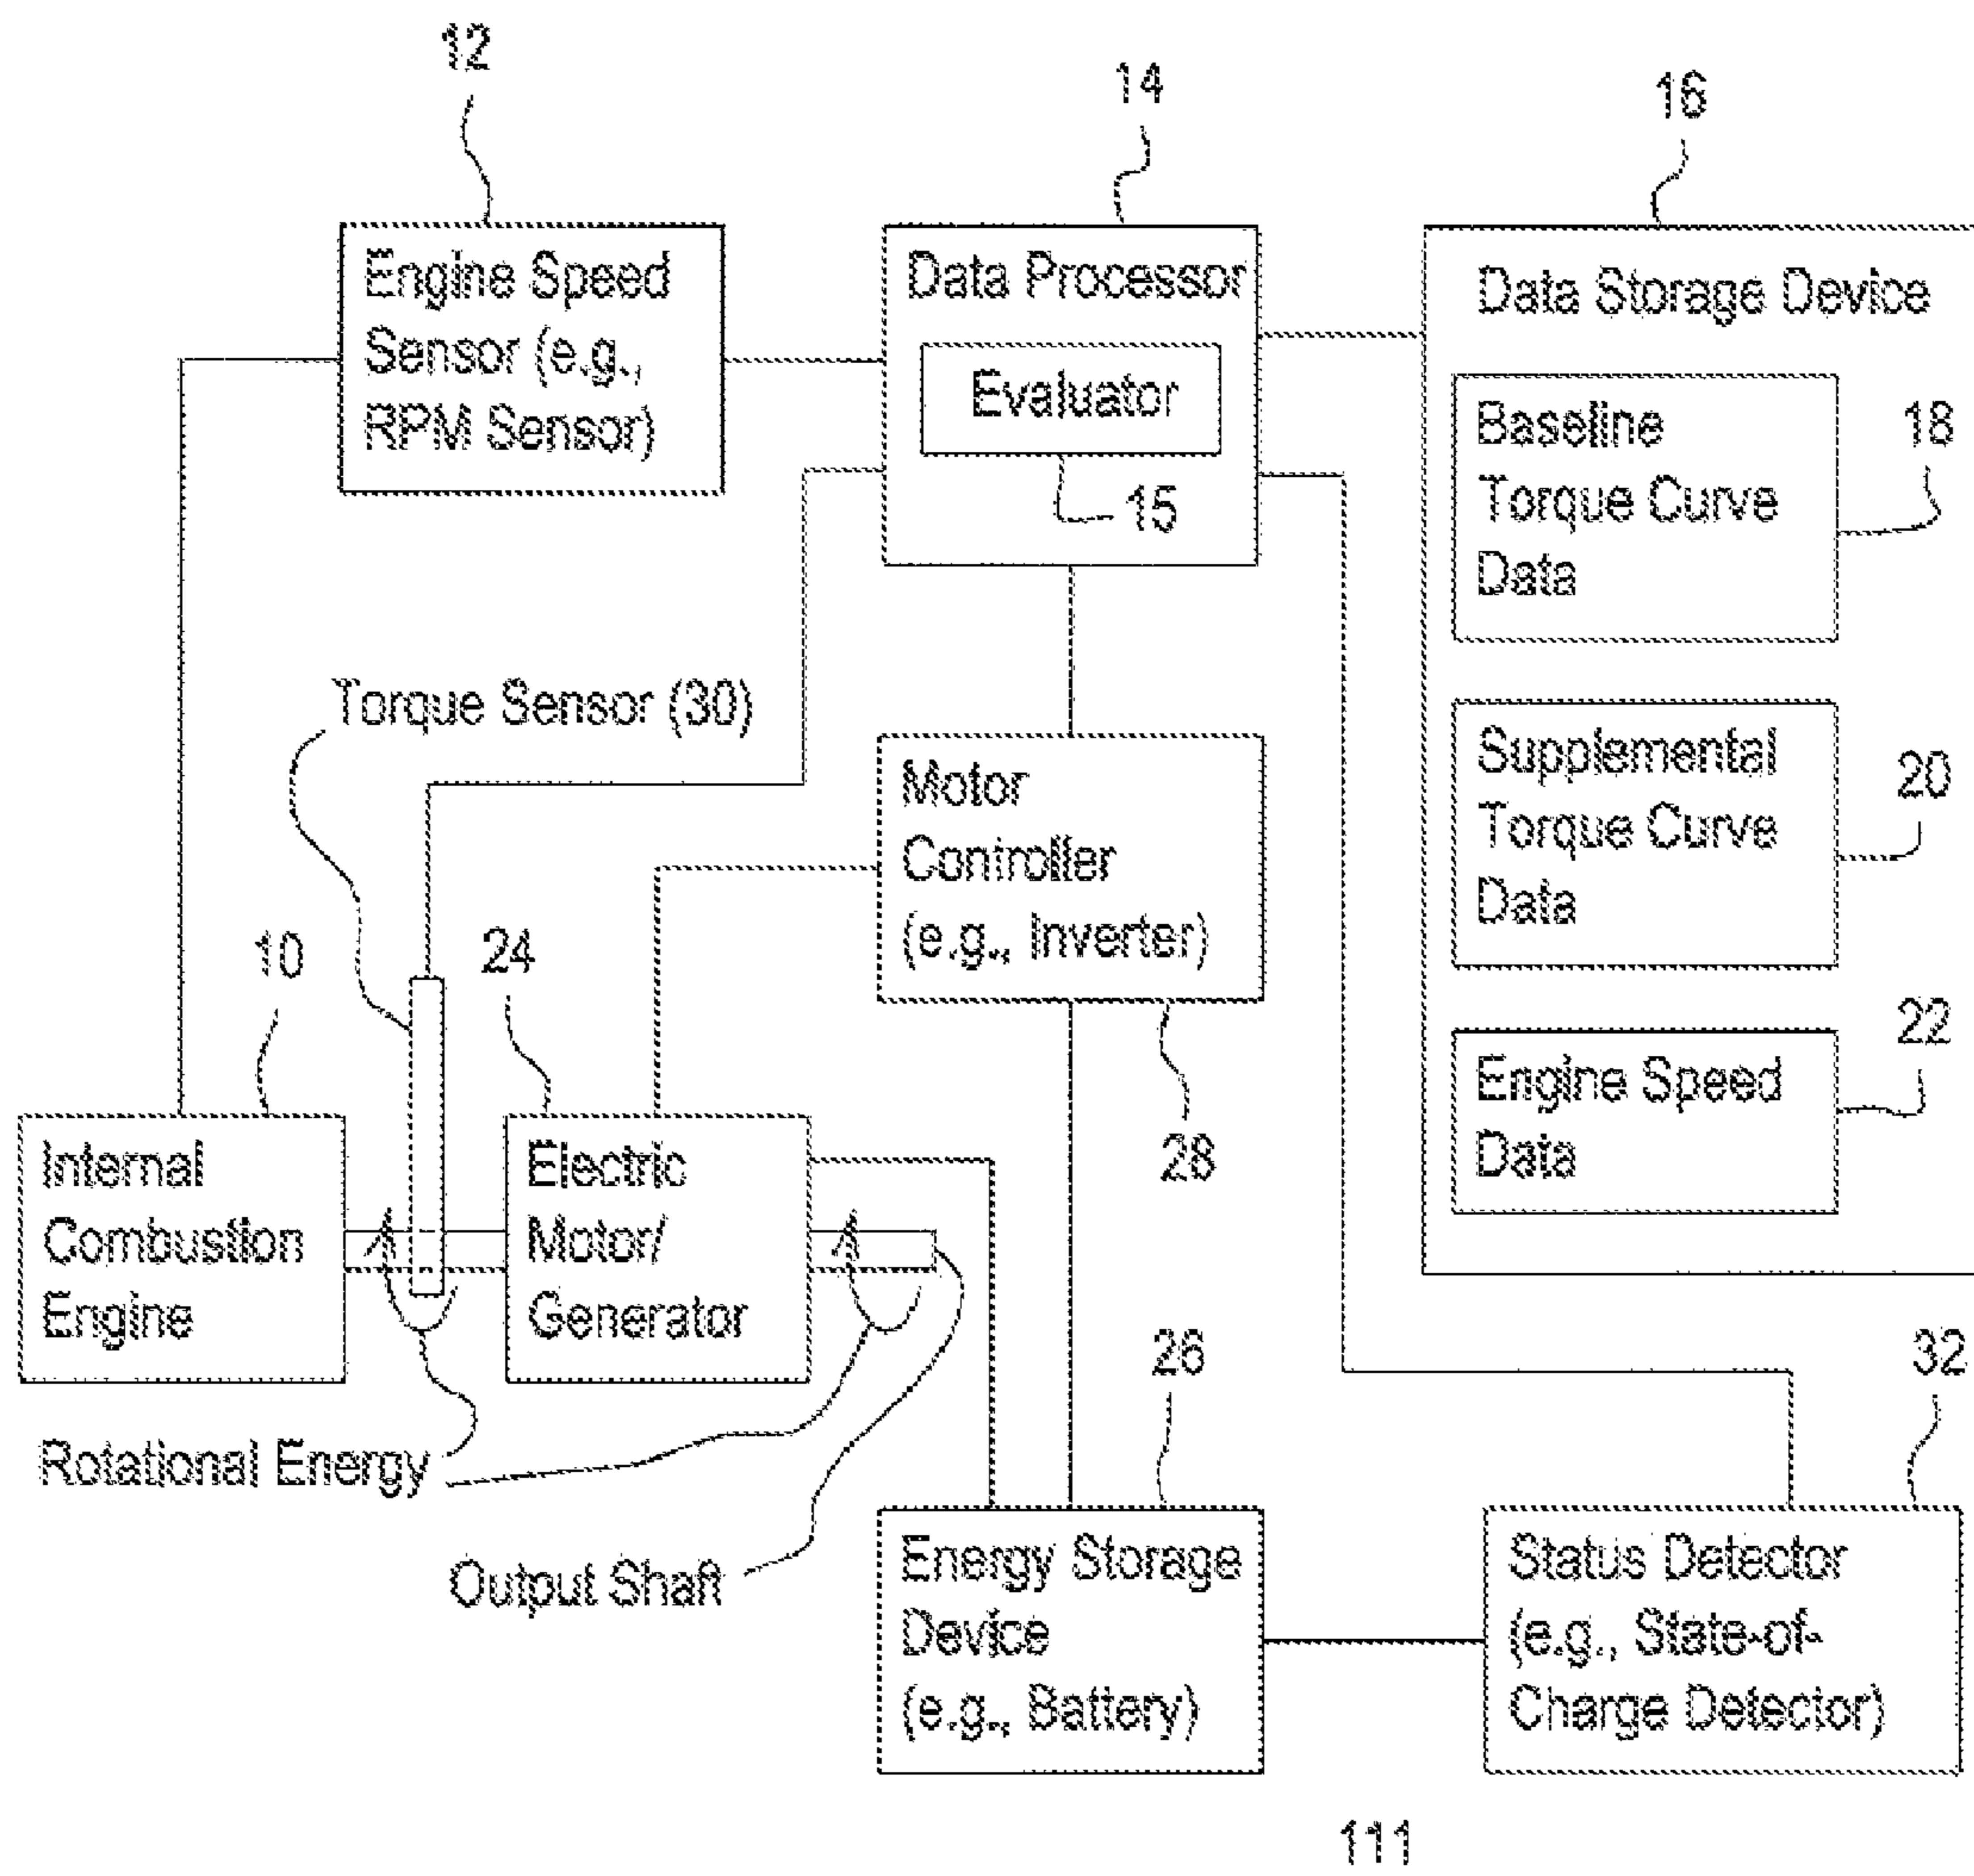 12
14
16
Engine Speed
Sensor (e.g.,
RPM Sensor)
Data Processor
Evaluator
15
Data Storage Device
Baseline
Torque Curve
Data
18
Supplemental
Torque Curve
Data
20
Engine Speed
Data
22
Torque Sensor (30)
Motor
Controller
(e.g., Inverter)
28
10
24
Internal
Combustion
Engine
Electric
Motor/
Generator
Rotational Energy
Output Shaft
26
Energy Storage
Device
(e.g., Battery)
32
Status Detector
(e.g., State-of-
Charge Detector)
111